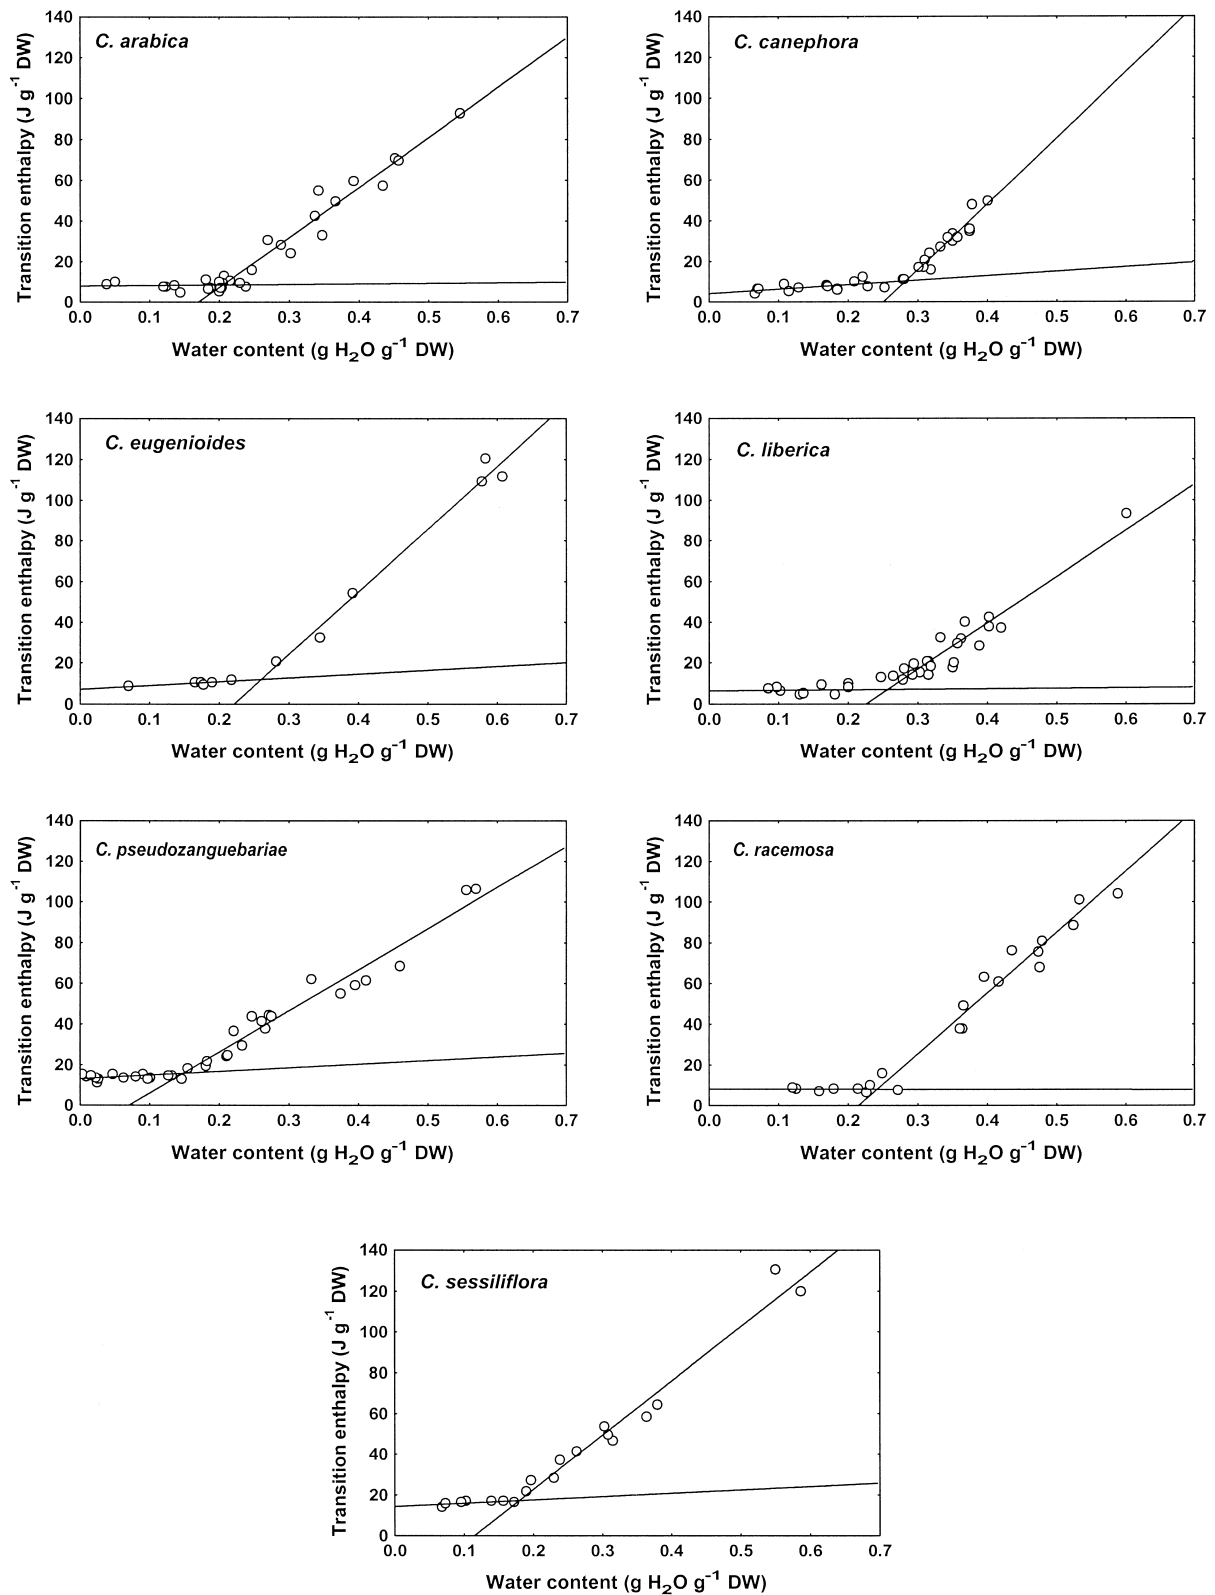 C. arabica
Transition enthalpy (J g-1 DW)
140
120
100
80
60
40
20
0
0.0 0.1 0.2 0.3 0.4 0.5 0.6 0.7
Water content (g H2O g-1 DW)
C. canephora
Transition enthalpy (J g-1 DW)
140
120
100
80
60
40
20
0
0.0 0.1 0.2 0.3 0.4 0.5 0.6 0.7
Water content (g H2O g-1 DW)
C. eugenioides
Transition enthalpy (J g-1 DW)
140
120
100
80
60
40
20
0
0.0 0.1 0.2 0.3 0.4 0.5 0.6 0.7
Water content (g H2O g-1 DW)
C. liberica
Transition enthalpy (J g-1 DW)
140
120
100
80
60
40
20
0
0.0 0.1 0.2 0.3 0.4 0.5 0.6 0.7
Water content (g H2O g-1 DW)
C. pseudozanguebariae
Transition enthalpy (J g-1 DW)
140
120
100
80
60
40
20
0
0.0 0.1 0.2 0.3 0.4 0.5 0.6 0.7
Water content (g H2O g-1 DW)
C. racemosa
Transition enthalpy (J g-1 DW)
140
120
100
80
60
40
20
0
0.0 0.1 0.2 0.3 0.4 0.5 0.6 0.7
Water content (g H2O g-1 DW)
C. sessiliflora
Transition enthalpy (J g-1 DW)
140
120
100
80
60
40
20
0
0.0 0.1 0.2 0.3 0.4 0.5 0.6 0.7
Water content (g H2O g-1 DW)